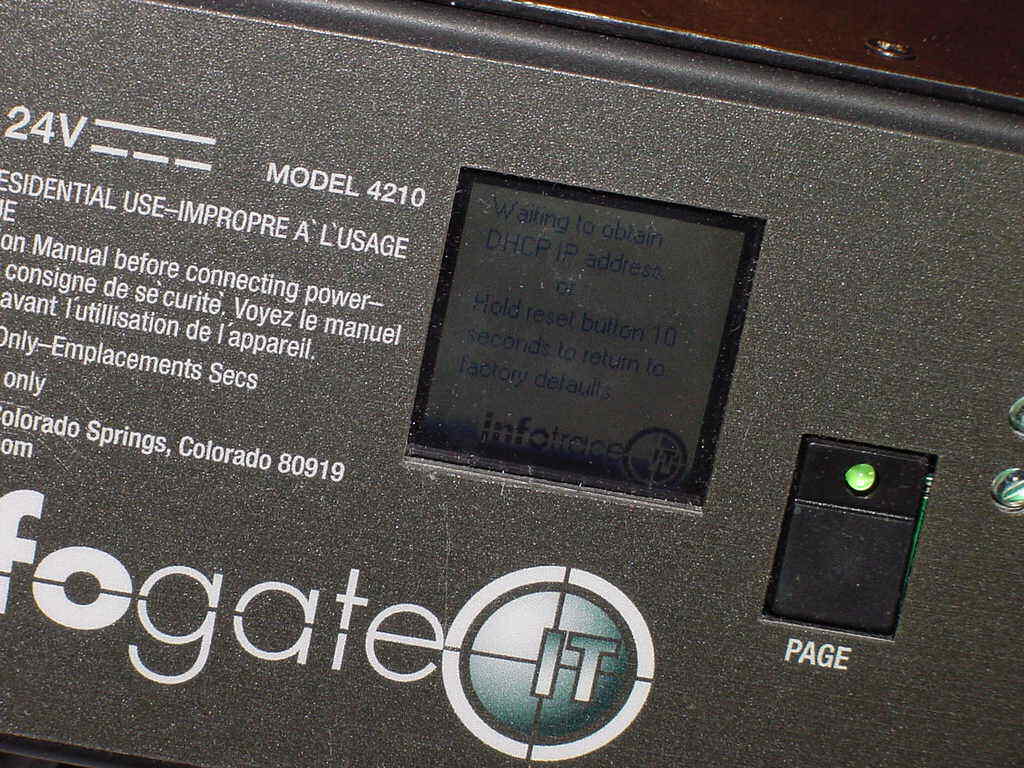 24V
MODEL 4210
ESIDENTIAL USE–IMPROPRE A` L'USAGE
UE
on Manual before connecting power–
consigne de se`curite, Voyez le manuel
avant l'utillisation de l'appareil.
Only–Emplacements Secs
only
Colorado Springs, Colorado 80919
om
Waiting to obtain
DHCP IP address.
or
Hold reset button 10
seconds to return to
factory defaults.
infotrace IT
fogate IT
PAGE